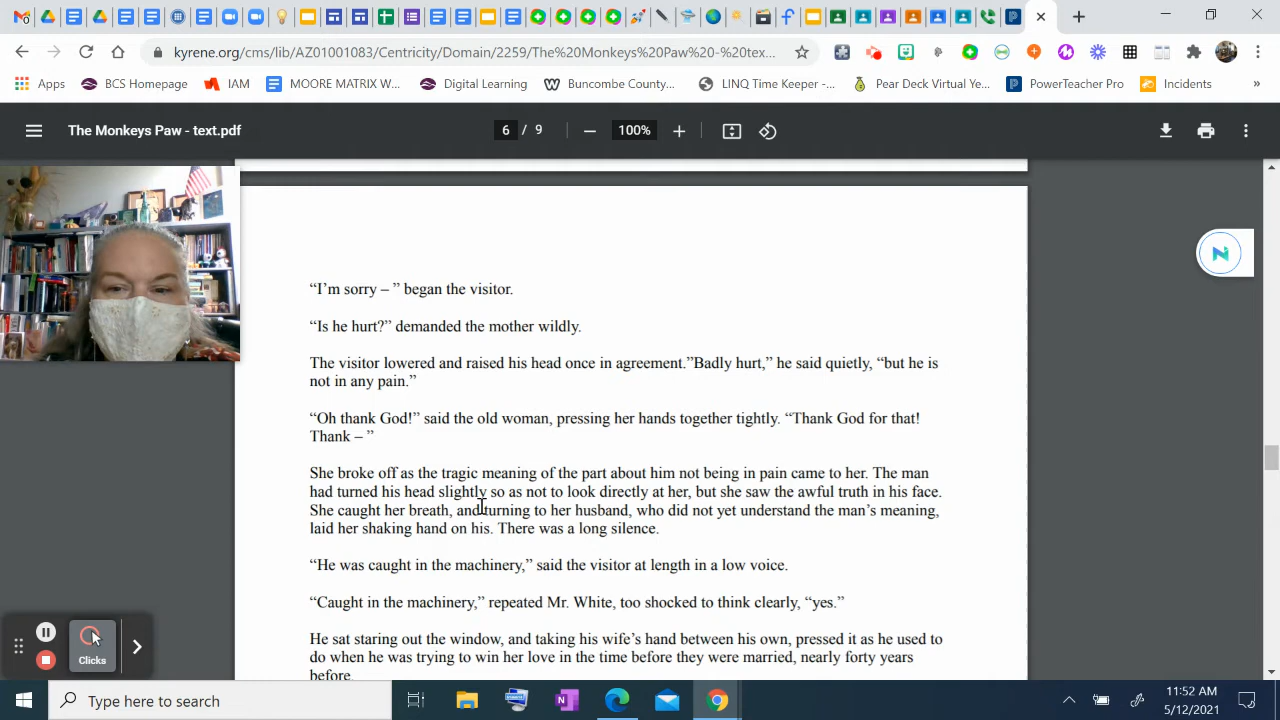 kyrene.org/cms/lib/AZ01001083/Centricity/Domain/2259/The%20Monkeys%20Paw%20-%20tex...
Apps BCS Homepage IAM MOORE MATRIX W... Digital Learning Buncombe County... LINQ Time Keeper -... Pear Deck Virtual Ye... PowerTeacher Pro Incidents »
The Monkeys Paw - text.pdf 6 / 9 100%
“I’m sorry – ” began the visitor.
“Is he hurt?” demanded the mother wildly.
The visitor lowered and raised his head once in agreement.”Badly hurt,” he said quietly, “but he is
not in any pain.”
“Oh thank God!” said the old woman, pressing her hands together tightly. “Thank God for that!
Thank – ”
She broke off as the tragic meaning of the part about him not being in pain came to her. The man
had turned his head slightly so as not to look directly at her, but she saw the awful truth in his face.
She caught her breath, and turning to her husband, who did not yet understand the man’s meaning,
laid her shaking hand on his. There was a long silence.
“He was caught in the machinery,” said the visitor at length in a low voice.
“Caught in the machinery,” repeated Mr. White, too shocked to think clearly, “yes.”
He sat staring out the window, and taking his wife’s hand between his own, pressed it as he used to
do when he was trying to win her love in the time before they were married, nearly forty years
before.
Clicks
Type here to search
11:52 AM
5/12/2021